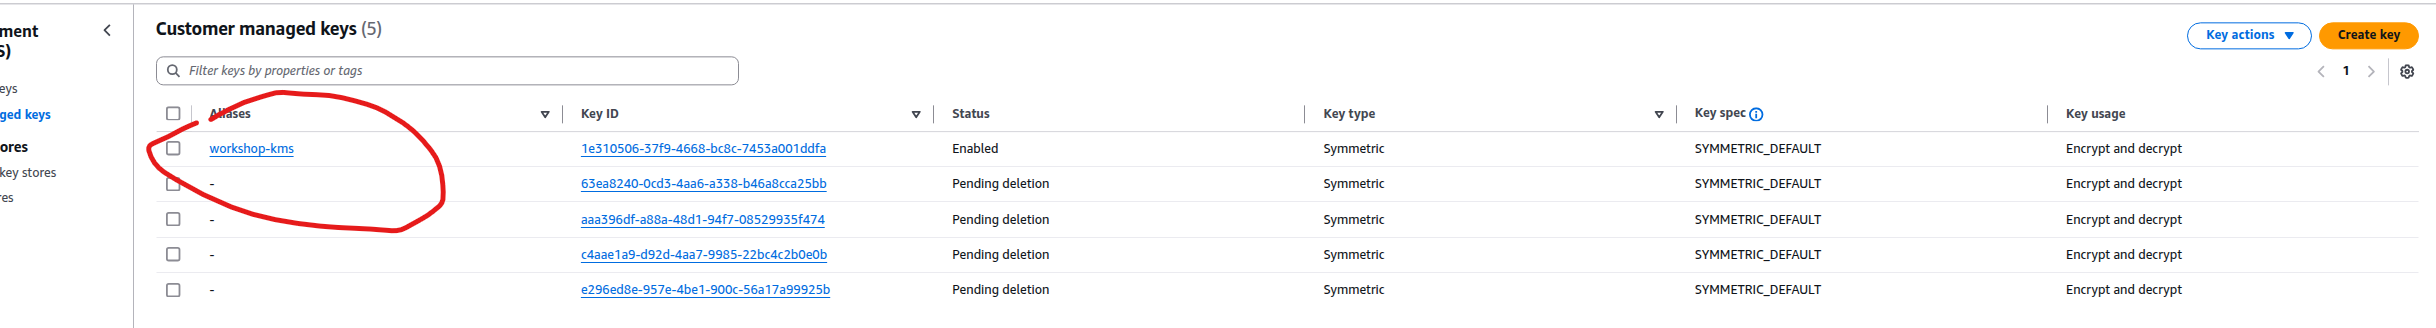 Customer managed keys (5)
Key actions
Create key
ment
5)
Filter keys by properties or tags
1
eys
ged keys
ores
key stores
res
Aliases Key ID Status Key type Key spec Key usage
workshop-kms 1e310506-37f9-4668-bc8c-7453a001ddfa Enabled Symmetric SYMMETRIC_DEFAULT Encrypt and decrypt
- 63ea8240-0cd3-4aa6-a338-b46a8cca25bb Pending deletion Symmetric SYMMETRIC_DEFAULT Encrypt and decrypt
- aaa396df-a88a-48d1-94f7-08529935f474 Pending deletion Symmetric SYMMETRIC_DEFAULT Encrypt and decrypt
- c4aae1a9-d92d-4aa7-9985-22bc4c2b0e0b Pending deletion Symmetric SYMMETRIC_DEFAULT Encrypt and decrypt
- e296ed8e-957e-4be1-900c-56a17a99925b Pending deletion Symmetric SYMMETRIC_DEFAULT Encrypt and decrypt